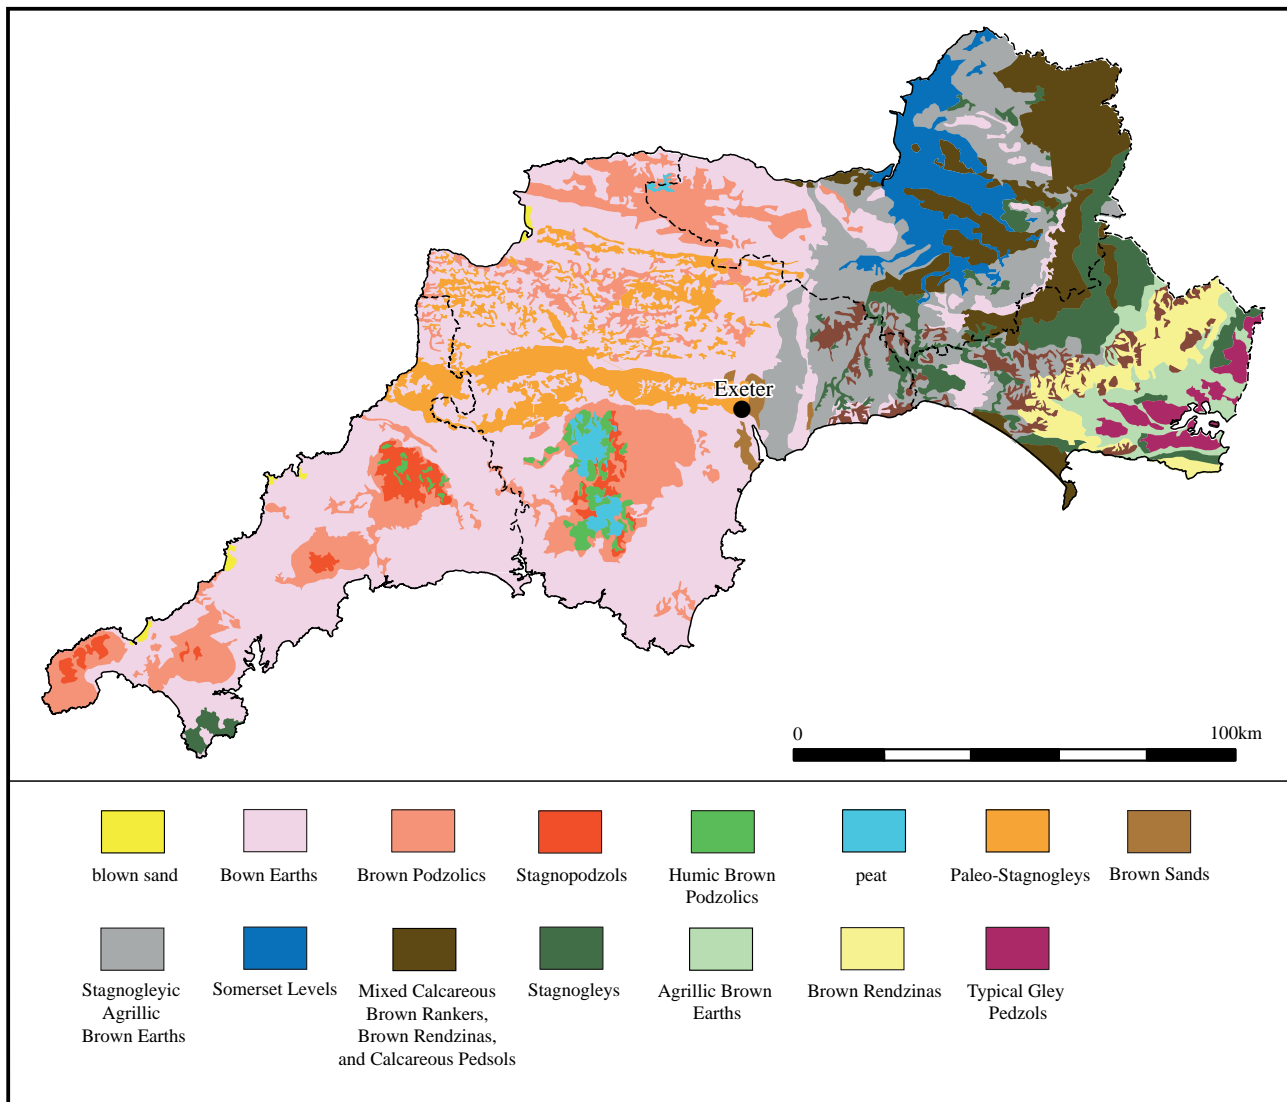 Exeter
0
100km
blown sand
Bown Earths
Brown Podzolics
Stagnopodzols
Humic Brown
Podzolics
peat
Paleo-Stagnogleys
Brown Sands
Stagnogleyic
Agrillic
Brown Earths
Somerset Levels
Mixed Calcareous
Brown Rankers,
Brown Rendzinas,
and Calcareous Pedsols
Stagnogleys
Agrillic Brown
Earths
Brown Rendzinas
Typical Gley
Pedzols